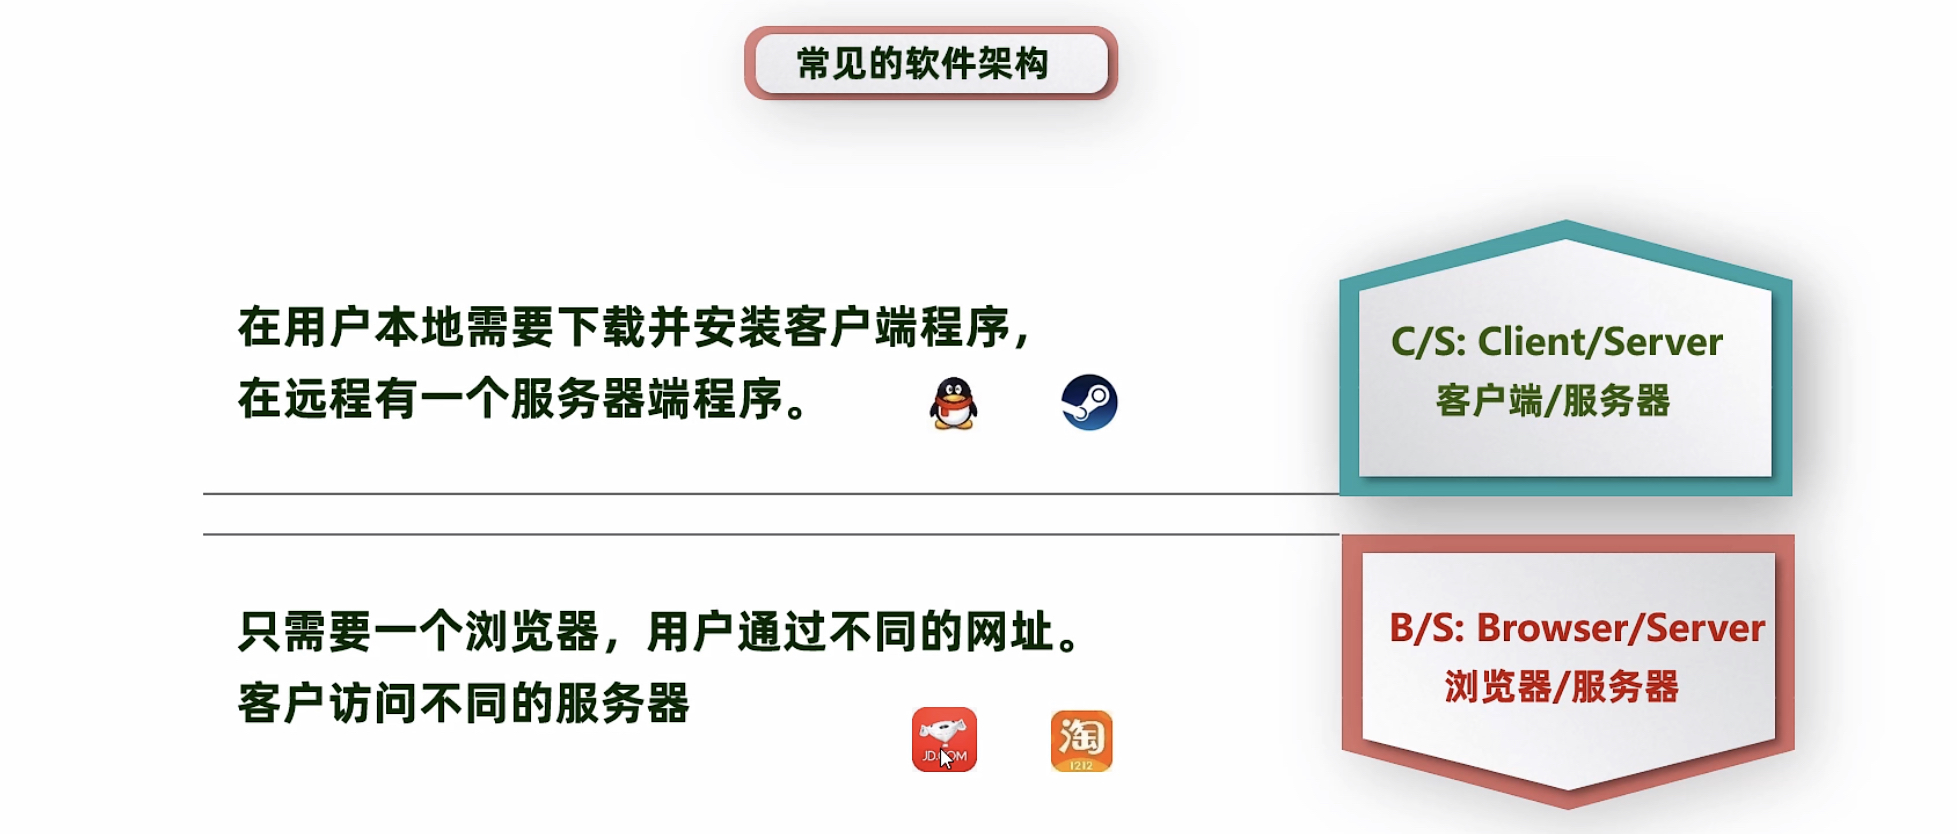 常见的软件架构
在用户本地需要下载并安装客户端程序，
在远程有一个服务器端程序。
C/S: Client/Server
客户端/服务器
只需要一个浏览器，用户通过不同的网址。
客户访问不同的服务器
JD.COM
淘
1212
B/S: Browser/Server
浏览器/服务器